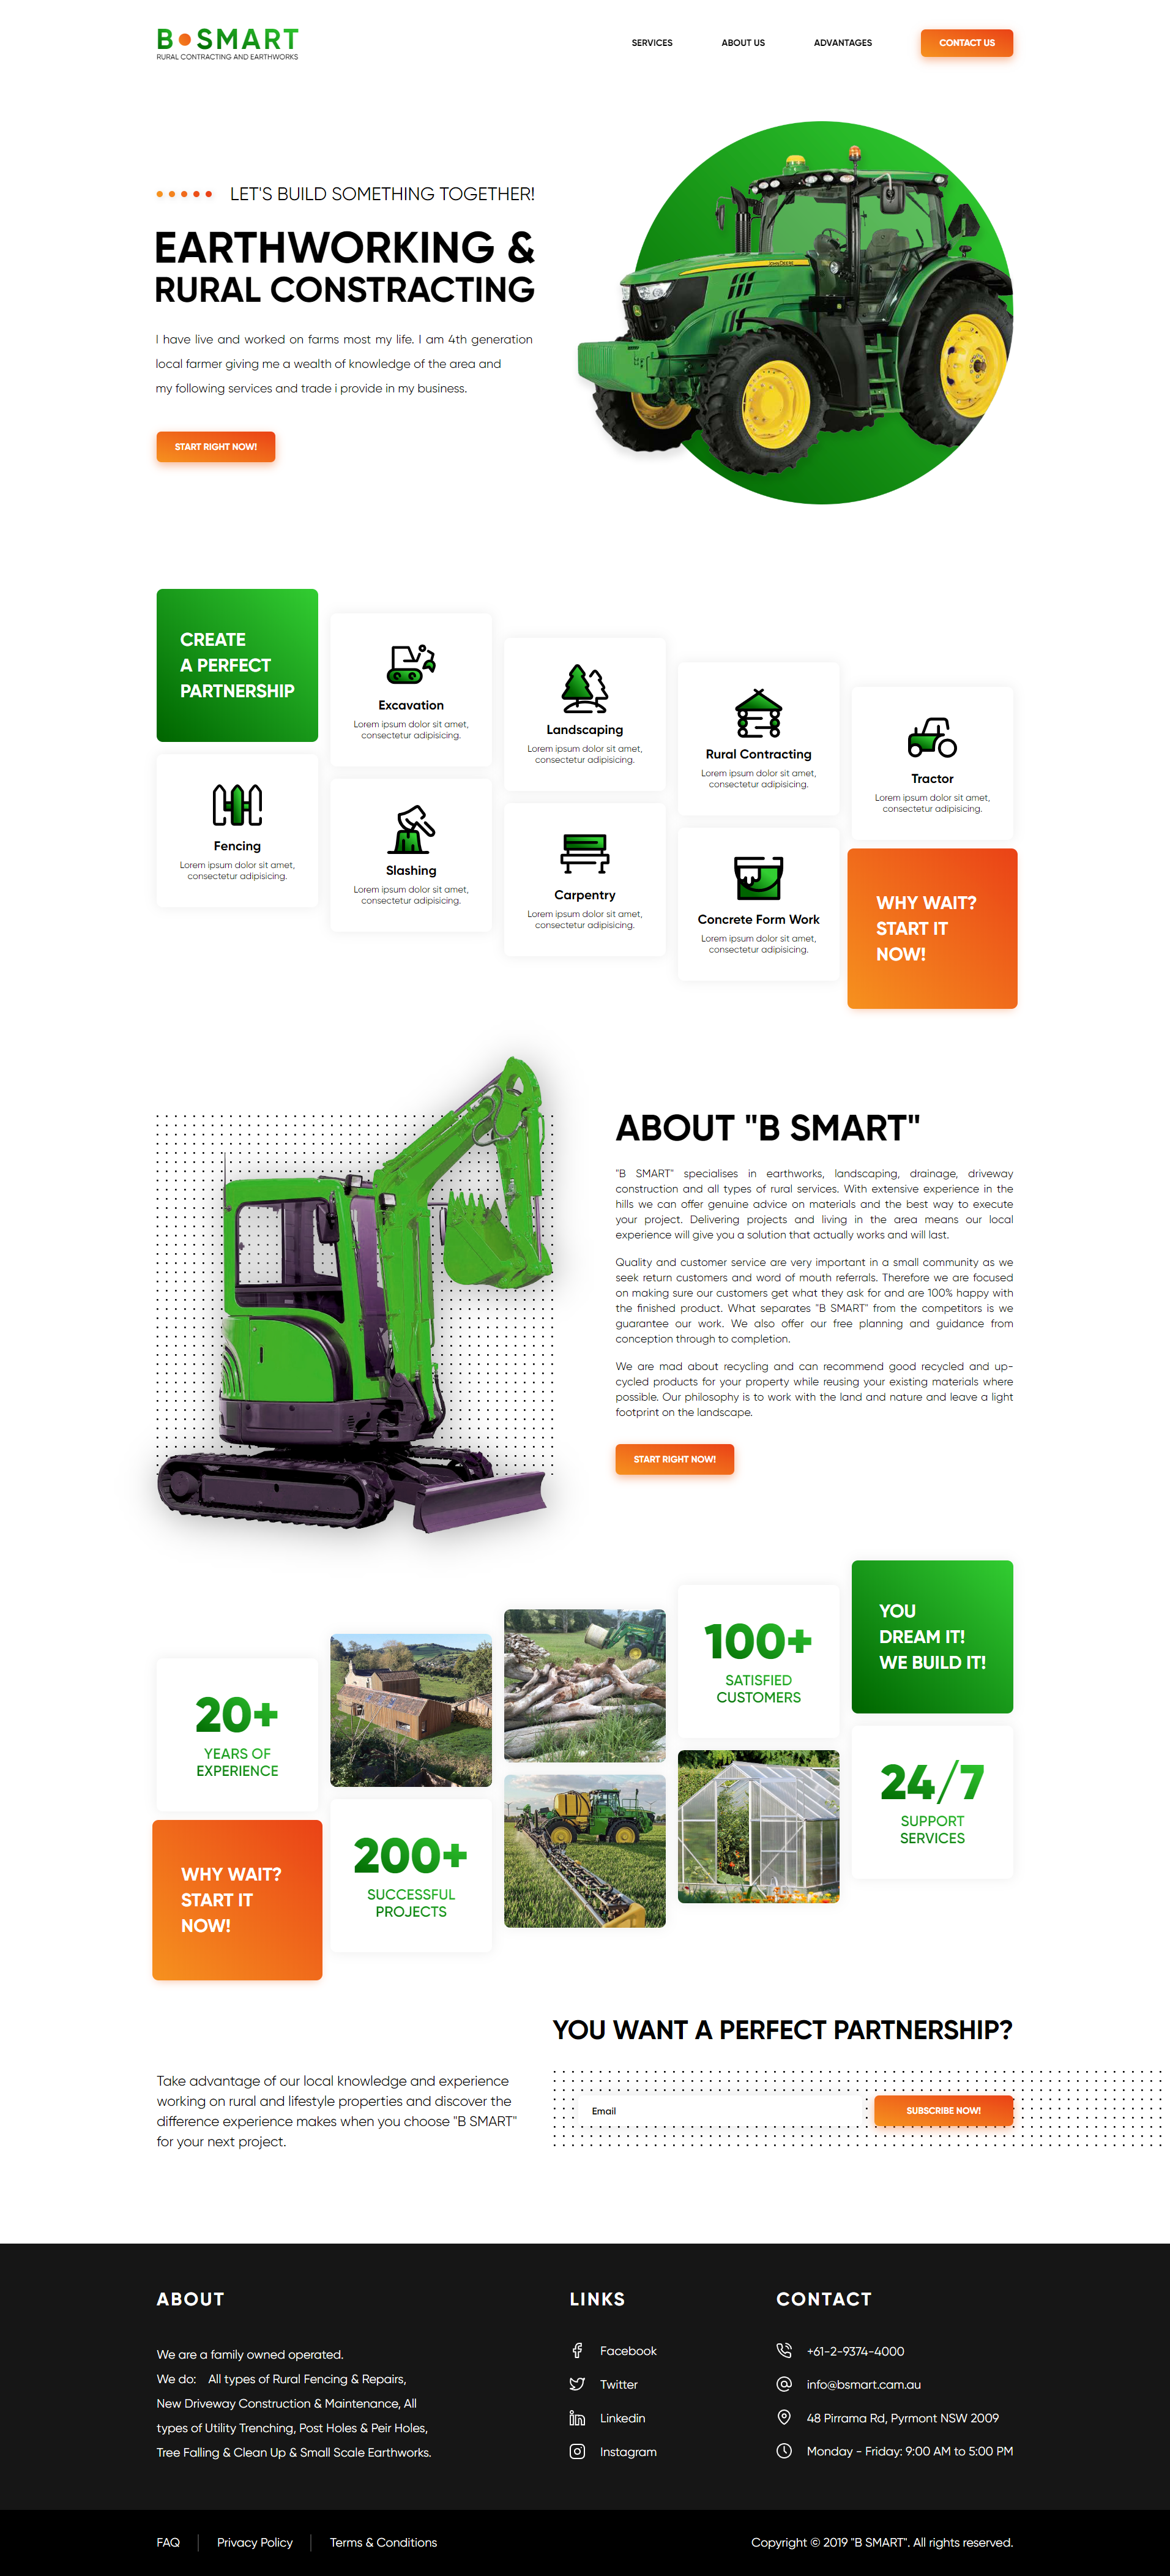 B SMART
RURAL CONTRACTING AND EARTHWORKS
SERVICES
ABOUT US
ADVANTAGES
CONTACT US
LET'S BUILD SOMETHING TOGETHER!
EARTHWORKING &
RURAL CONSTRACTING
I have live and worked on farms most my life. I am 4th generation
local farmer giving me a wealth of knowledge of the area and
my following services and trade i provide in my business.
START RIGHT NOW!
JOHN DEERE
CREATE
A PERFECT
PARTNERSHIP
Excavation
Lorem ipsum dolor sit amet,
consectetur adipisicing.
Landscaping
Lorem ipsum dolor sit amet,
consectetur adipisicing.
Rural Contracting
Lorem ipsum dolor sit amet,
consectetur adipisicing.
Tractor
Lorem ipsum dolor sit amet,
consectetur adipisicing.
Fencing
Lorem ipsum dolor sit amet,
consectetur adipisicing.
Slashing
Lorem ipsum dolor sit amet,
consectetur adipisicing.
Carpentry
Lorem ipsum dolor sit amet,
consectetur adipisicing.
Concrete Form Work
Lorem ipsum dolor sit amet,
consectetur adipisicing.
WHY WAIT?
START IT
NOW!
ABOUT "B SMART"
"B SMART" specialises in earthworks, landscaping, drainage, driveway
construction and all types of rural services. With extensive experience in the
hills we can offer genuine advice on materials and the best way to execute
your project. Delivering projects and living in the area means our local
experience will give you a solution that actually works and will last.
Quality and customer service are very important in a small community as we
seek return customers and word of mouth referrals. Therefore we are focused
on making sure our customers get what they ask for and are 100% happy with
the finished product. What separates "B SMART" from the competitors is we
guarantee our work. We also offer our free planning and guidance from
conception through to completion.
We are mad about recycling and can recommend good recycled and up-
cycled products for your property while reusing your existing materials where
possible. Our philosophy is to work with the land and nature and leave a light
footprint on the landscape.
START RIGHT NOW!
20+
YEARS OF
EXPERIENCE
100+
SATISFIED
CUSTOMERS
YOU
DREAM IT!
WE BUILD IT!
WHY WAIT?
START IT
NOW!
200+
SUCCESSFUL
PROJECTS
24/7
SUPPORT
SERVICES
YOU WANT A PERFECT PARTNERSHIP?
Take advantage of our local knowledge and experience
working on rural and lifestyle properties and discover the
difference experience makes when you choose "B SMART"
for your next project.
Email
SUBSCRIBE NOW!
ABOUT
We are a family owned operated.
We do: All types of Rural Fencing & Repairs,
New Driveway Construction & Maintenance, All
types of Utility Trenching, Post Holes & Peir Holes,
Tree Falling & Clean Up & Small Scale Earthworks.
LINKS
Facebook
Twitter
Linkedin
Instagram
CONTACT
+61-2-9374-4000
info@bsmart.cam.au
48 Pirrama Rd, Pyrmont NSW 2009
Monday - Friday: 9:00 AM to 5:00 PM
FAQ
Privacy Policy
Terms & Conditions
Copyright © 2019 "B SMART". All rights reserved.